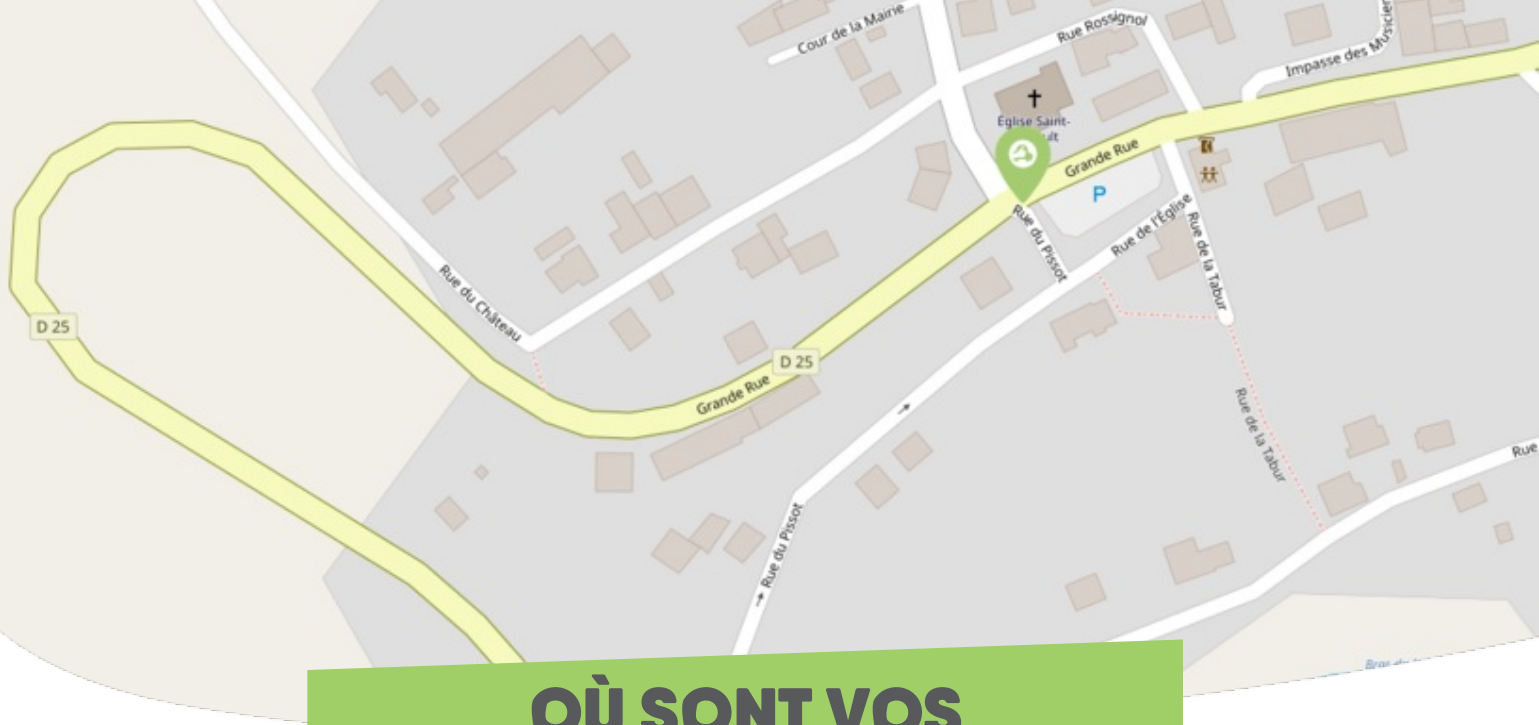 Cour de la Mairie
Rue Rossignol
Impasse des Musicien
Église Saint-
ult
Grande Rue
P
Rue du Pissot
Rue de l'Église
Rue de la Tabur
Rue du Château
D 25
D 25
Grande Rue
Rue de la Tabur
Rue
→ Rue du Pissot
OÙ SONT VOS